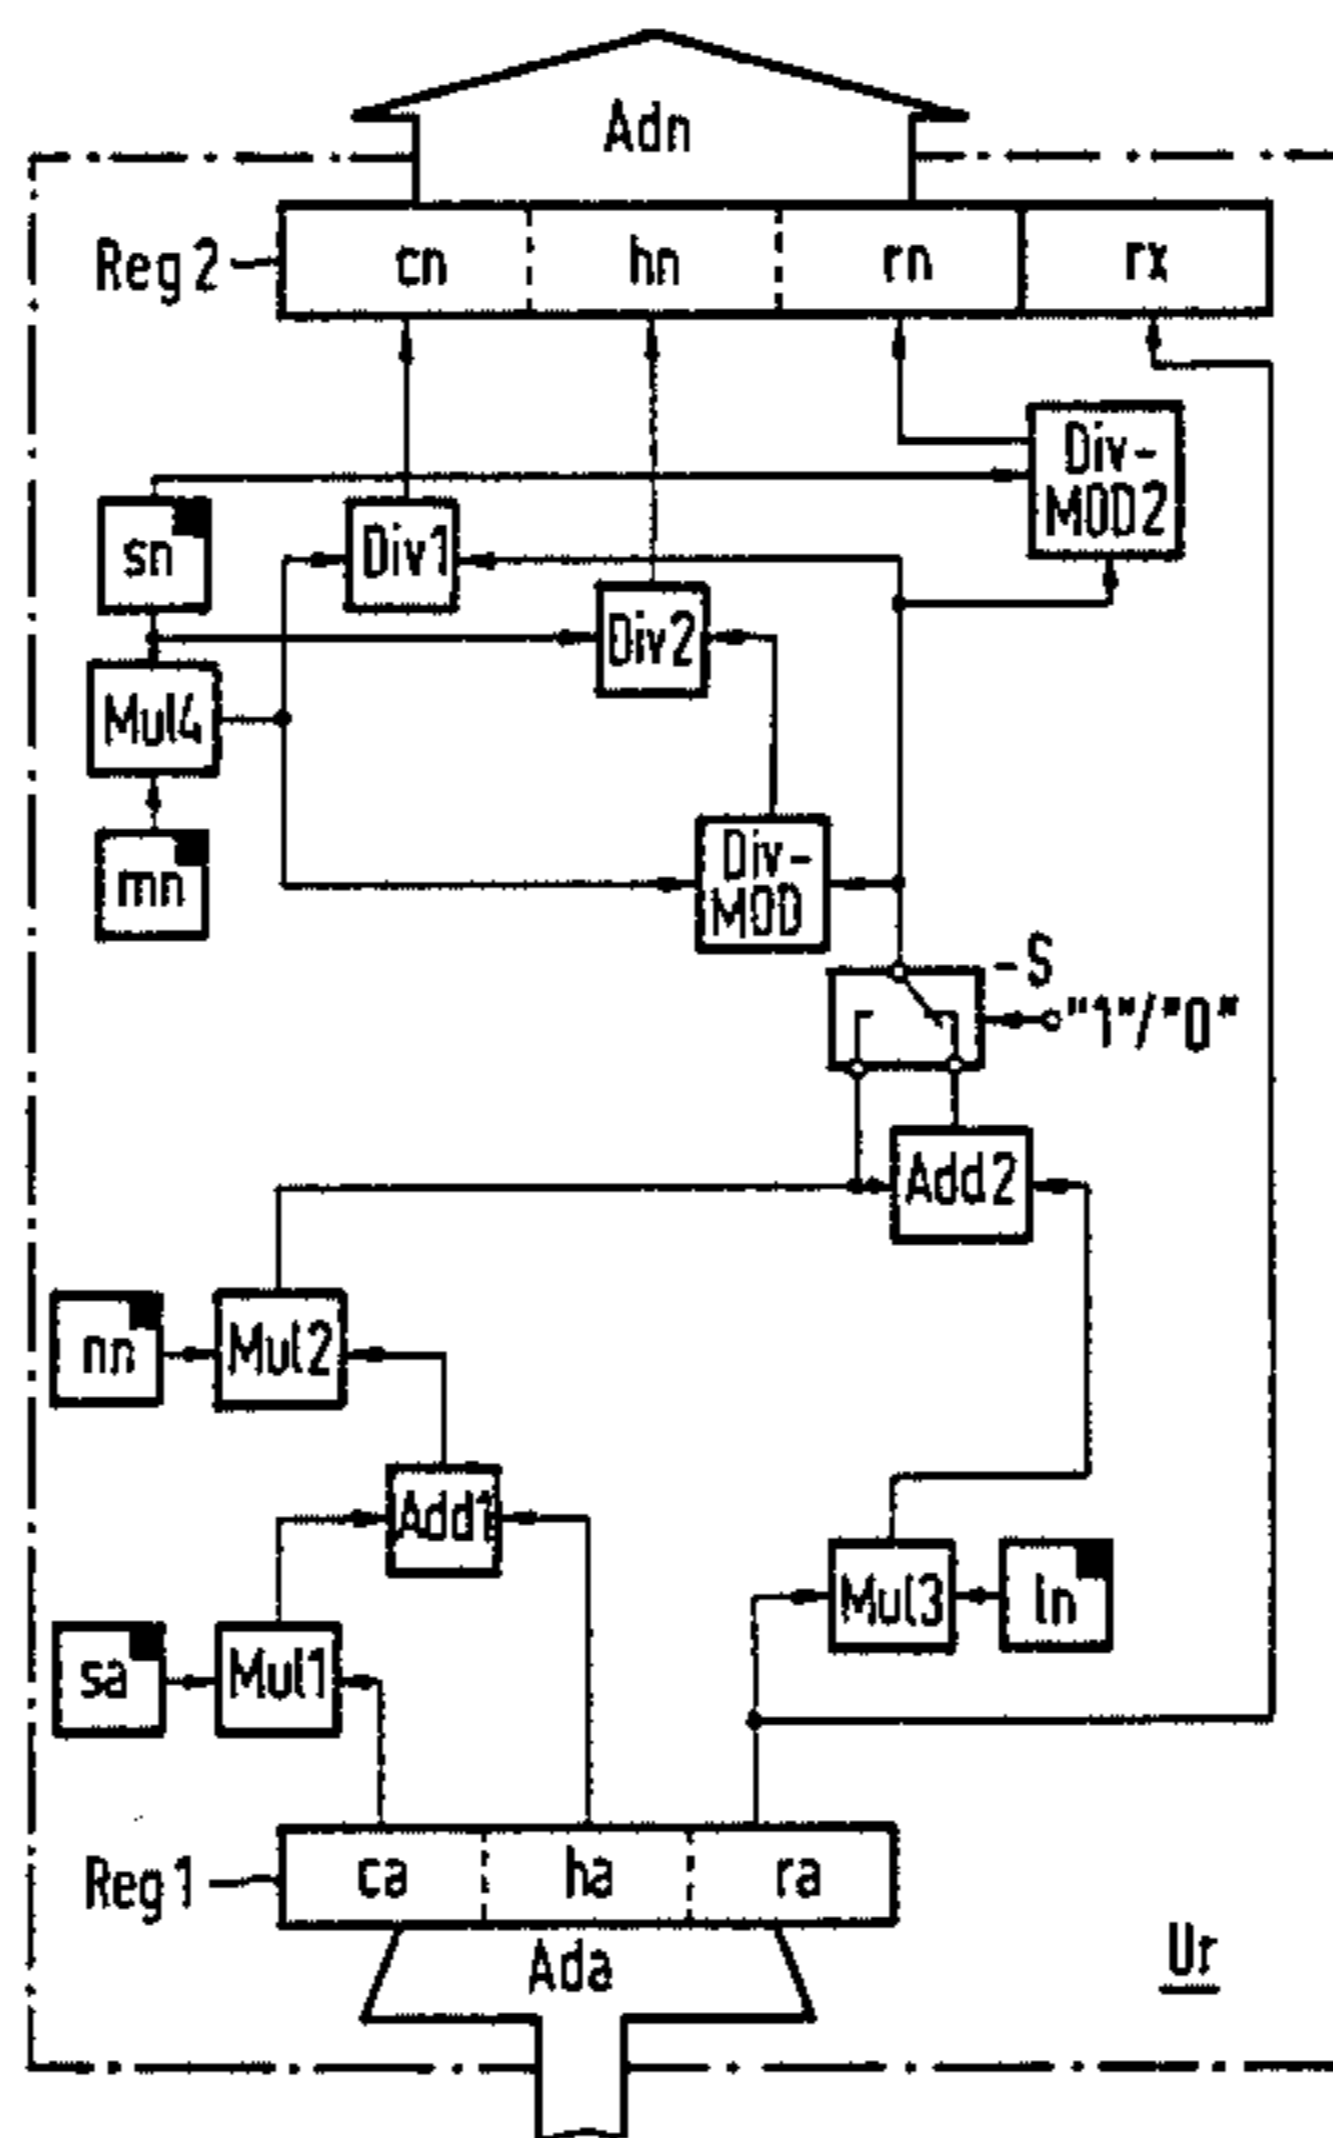 Adn
Reg 2 cn hn rn rx
Div-
MOD2
sn Div1
Div2
Mul4
mn Div-
MOD
-S
"1"/"0"
Add2
nn Mul2
Add1
Mul3 ln
sa Mul1
Reg 1 ca ha ra
Ada
Ur